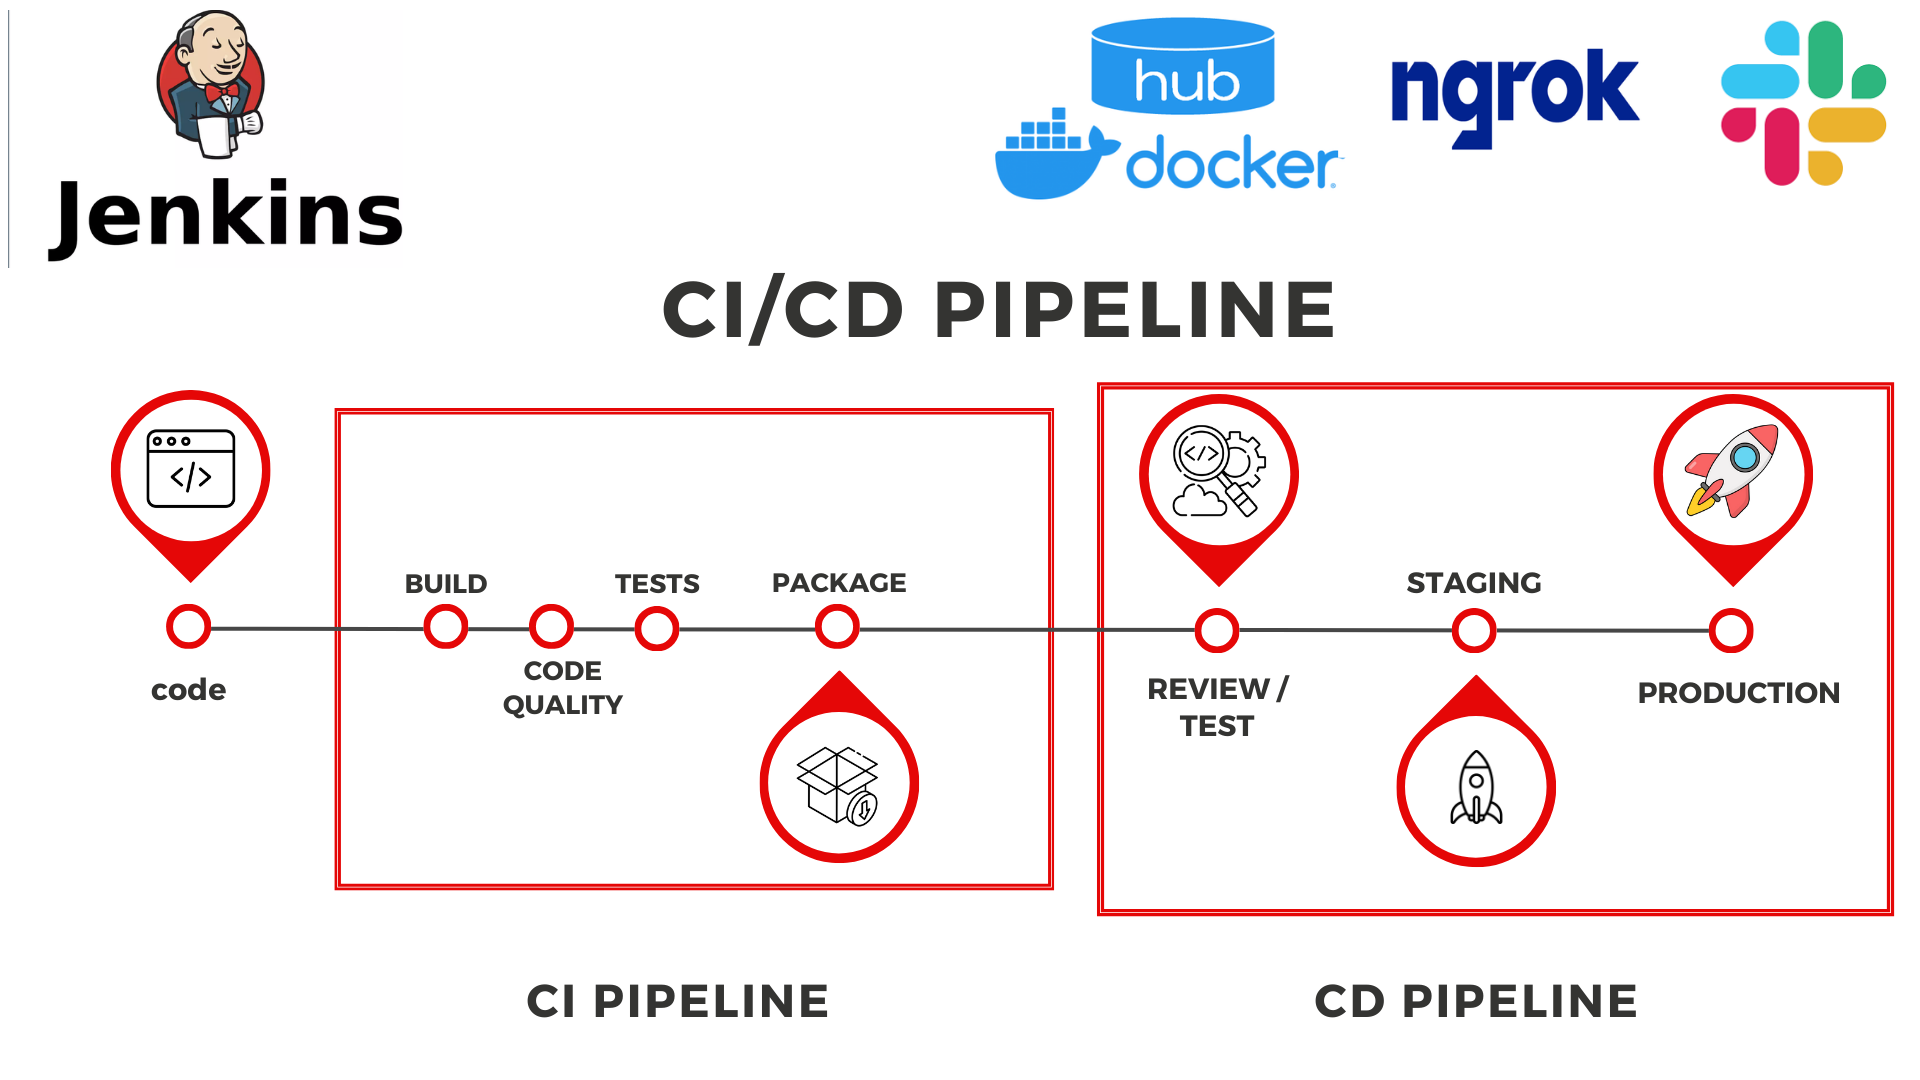 Jenkins
hub
docker
ngrok
CI/CD PIPELINE
</>
</>
BUILD
TESTS
PACKAGE
STAGING
code
CODE
QUALITY
REVIEW /
TEST
PRODUCTION
CI PIPELINE
CD PIPELINE